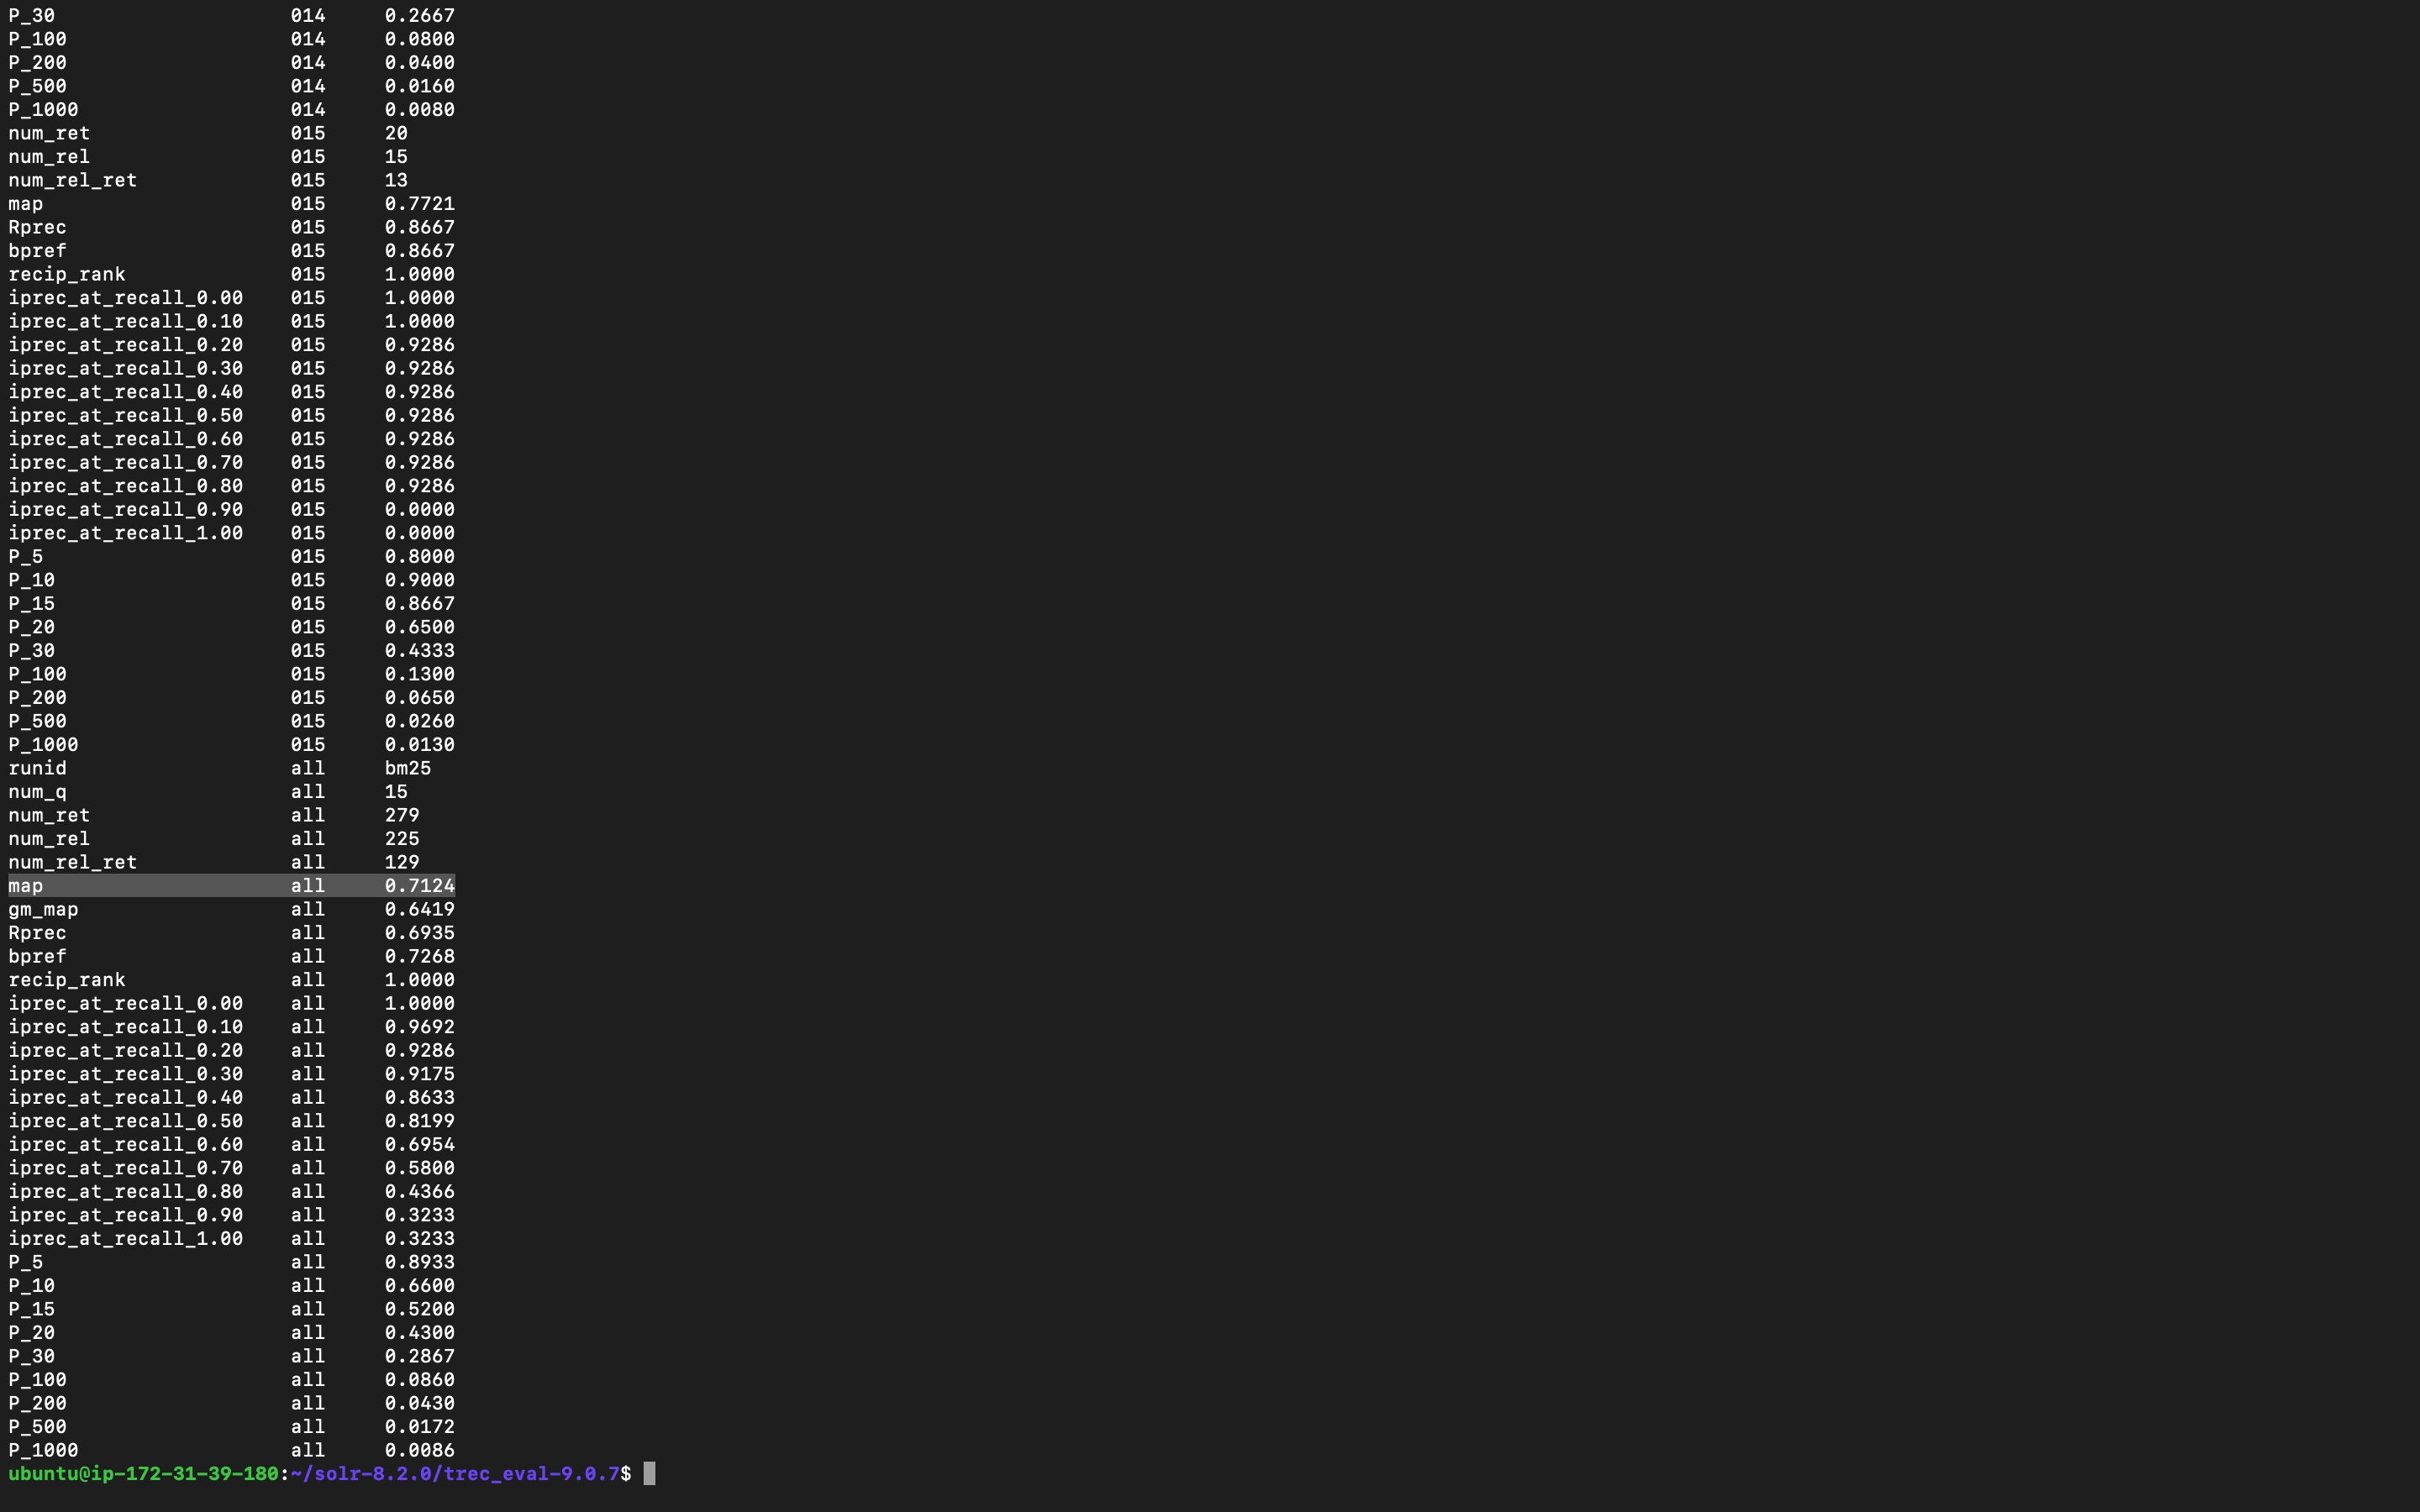 P_30 014 0.2667
P_100 014 0.0800
P_200 014 0.0400
P_500 014 0.0160
P_1000 014 0.0080
num_ret 015 20
num_rel 015 15
num_rel_ret 015 13
map 015 0.7721
Rprec 015 0.8667
bpref 015 0.8667
recip_rank 015 1.0000
iprec_at_recall_0.00 015 1.0000
iprec_at_recall_0.10 015 1.0000
iprec_at_recall_0.20 015 0.9286
iprec_at_recall_0.30 015 0.9286
iprec_at_recall_0.40 015 0.9286
iprec_at_recall_0.50 015 0.9286
iprec_at_recall_0.60 015 0.9286
iprec_at_recall_0.70 015 0.9286
iprec_at_recall_0.80 015 0.9286
iprec_at_recall_0.90 015 0.0000
iprec_at_recall_1.00 015 0.0000
P_5 015 0.8000
P_10 015 0.9000
P_15 015 0.8667
P_20 015 0.6500
P_30 015 0.4333
P_100 015 0.1300
P_200 015 0.0650
P_500 015 0.0260
P_1000 015 0.0130
runid all bm25
num_q all 15
num_ret all 279
num_rel all 225
num_rel_ret all 129
map all 0.7124
gm_map all 0.6419
Rprec all 0.6935
bpref all 0.7268
recip_rank all 1.0000
iprec_at_recall_0.00 all 1.0000
iprec_at_recall_0.10 all 0.9692
iprec_at_recall_0.20 all 0.9286
iprec_at_recall_0.30 all 0.9175
iprec_at_recall_0.40 all 0.8633
iprec_at_recall_0.50 all 0.8199
iprec_at_recall_0.60 all 0.6954
iprec_at_recall_0.70 all 0.5800
iprec_at_recall_0.80 all 0.4366
iprec_at_recall_0.90 all 0.3233
iprec_at_recall_1.00 all 0.3233
P_5 all 0.8933
P_10 all 0.6600
P_15 all 0.5200
P_20 all 0.4300
P_30 all 0.2867
P_100 all 0.0860
P_200 all 0.0430
P_500 all 0.0172
P_1000 all 0.0086
ubuntu@ip-172-31-39-180:~/solr-8.2.0/trec_eval-9.0.7$